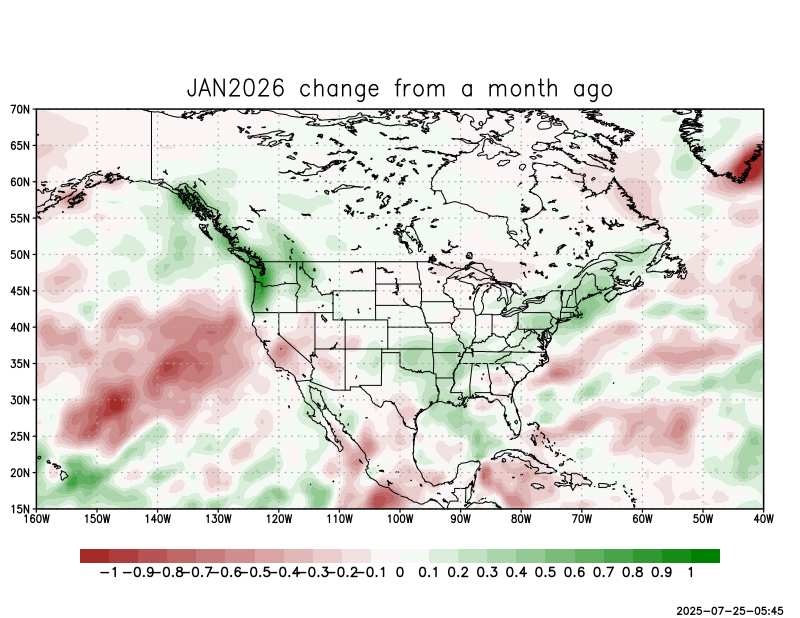 JAN2026 change from a month ago
70N
65N
60N
55N
50N
45N
40N
35N
30N
25N
20N
15N
160W 150W 140W 130W 120W 110W 100W 90W 80W 70W 60W 50W 40W
-1 -0.9 -0.8 -0.7 -0.6 -0.5 -0.4 -0.3 -0.2 -0.1 0 0.1 0.2 0.3 0.4 0.5 0.6 0.7 0.8 0.9 1
2025-07-25-05:45